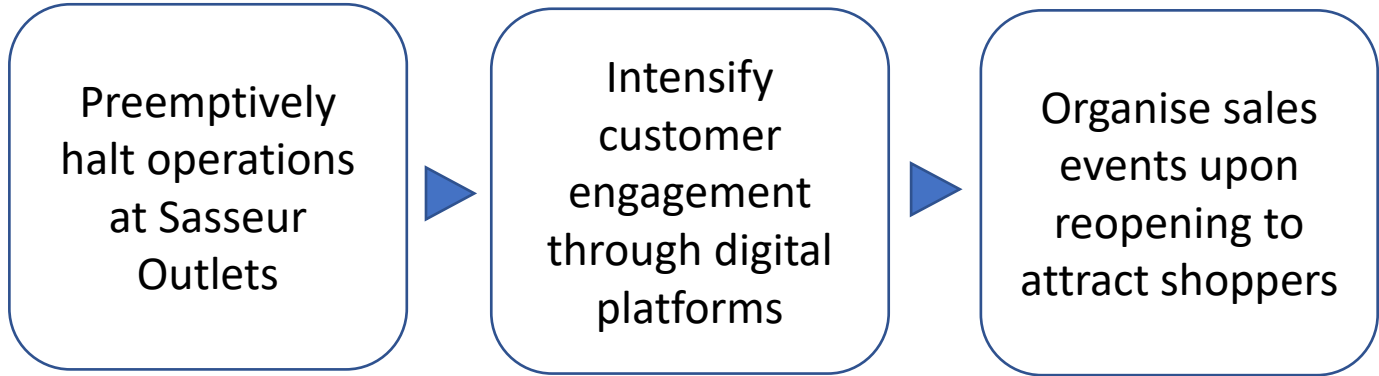 Preemptively
halt operations
at Sasseur
Outlets
Intensify
customer
engagement
through digital
platforms
Organise sales
events upon
reopening to
attract shoppers